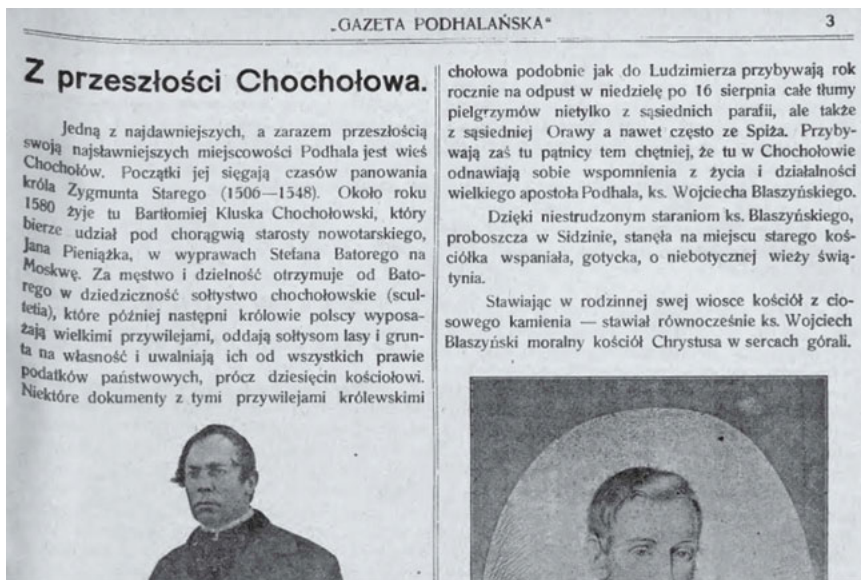 „GAZETA PODHALAŃSKA“
3
Z przeszłości Chochołowa.
Jedną z najdawniejszych, a zarazem przeszłością
swoją najsławniejszych miejscowości Podhala jest wieś
Chochołów. Początki jej sięgają czasów panowania
króla Zygmunta Starego (1506—1548). Około roku
1580 żyje tu Bartłomiej Kluska Chochołowski, który
bierze udział pod chorągwią starosty nowotarskiego,
Jana Pieniążka, w wyprawach Stefana Batorego na
Moskwę. Za męstwo i dzielność otrzymuje od Bato-
rego w dziedziczność sołtystwo chochołowskie (scul-
tetia), które później następni królowie polscy wyposa-
żają wielkimi przywilejami, oddają sołtysom lasy i grun-
ta na własność i uwalniają ich od wszystkich prawie
podatków państwowych, prócz dziesięcin kościołowi.
Niektóre dokumenty z tymi przywilejami królewskimi
chołowa podobnie jak do Ludzimierza przybywają rok
rocznie na odpust w niedzielę po 16 sierpnia całe tłumy
pielgrzymów nietylko z sąsiednich parafii, ale także
z sąsiedniej Orawy a nawet często ze Spiża. Przyby-
wają zaś tu pątnicy tem chętniej, że tu w Chochołowie
odnawiają sobie wspomnienia z życia i działalności
wielkiego apostoła Podhala, ks. Wojciecha Blaszyńskiego.
Dzięki niestrudzonym staraniom ks. Blaszyńskiego,
proboszcza w Sidzinie, stanęła na miejscu starego koś-
ciółka wspaniała, gotycka, o niebotycznej wieży świą-
tynia.
Stawiając w rodzinnej swej wiosce kościół z cio-
sowego kamienia — stawiał równocześnie ks. Wojciech
Blaszyński moralny kościół Chrystusa w sercach górali.